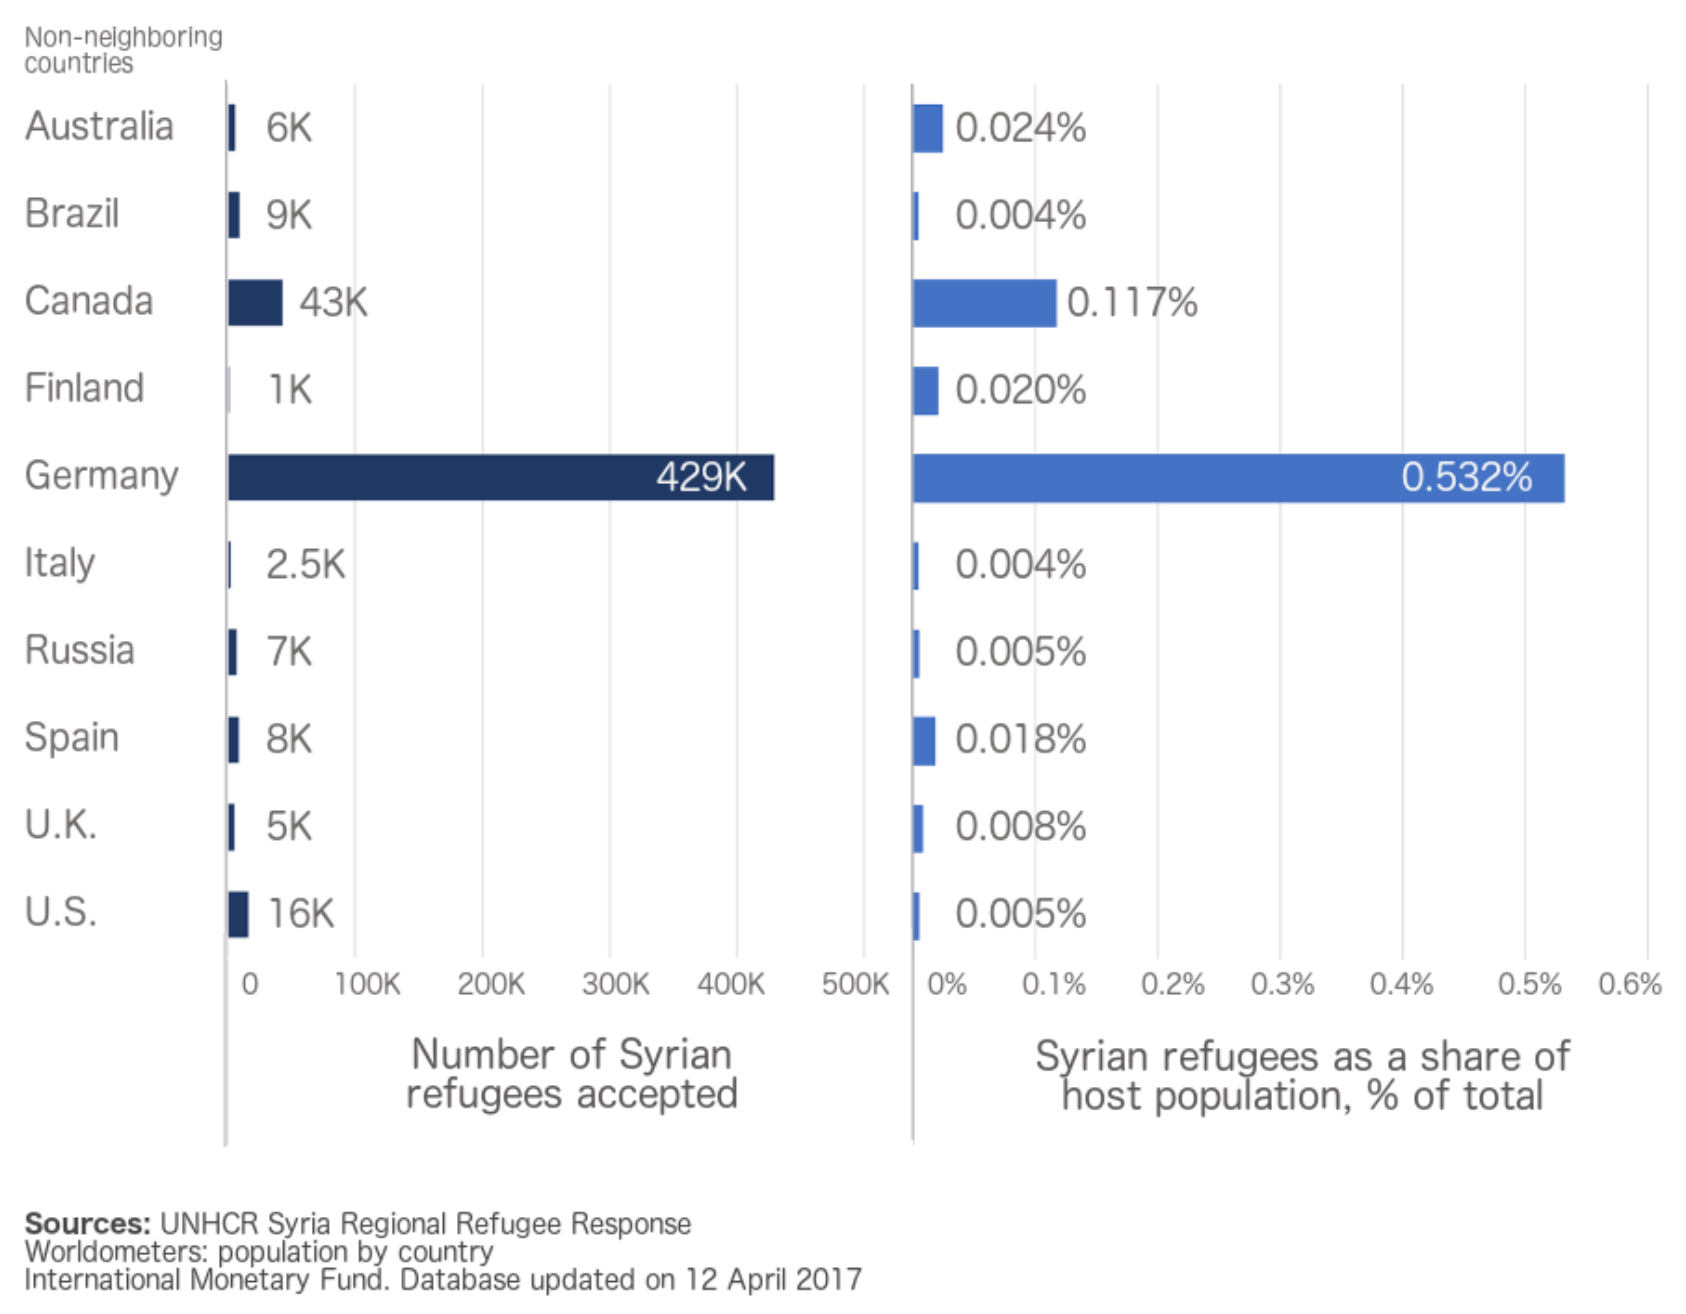 Non-neighboring
countries
Australia 6K 0.024%
Brazil 9K 0.004%
Canada 43K 0.117%
Finland 1K 0.020%
Germany 429K 0.532%
Italy 2.5K 0.004%
Russia 7K 0.005%
Spain 8K 0.018%
U.K. 5K 0.008%
U.S. 16K 0.005%
0 100K 200K 300K 400K 500K 0% 0.1% 0.2% 0.3% 0.4% 0.5% 0.6%
Number of Syrian
refugees accepted
Syrian refugees as a share of
host population, % of total
Sources: UNHCR Syria Regional Refugee Response
Worldometers: population by country
International Monetary Fund. Database updated on 12 April 2017